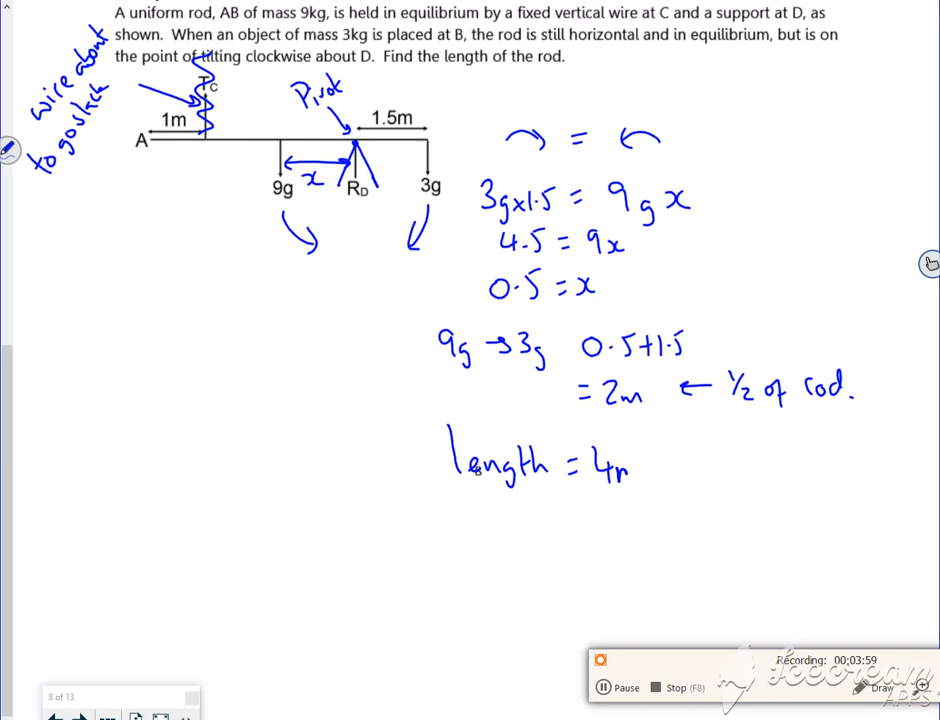 A uniform rod, AB of mass 9kg, is held in equilibrium by a fixed vertical wire at C and a support at D, as
shown. When an object of mass 3kg is placed at B, the rod is still horizontal and in equilibrium, but is on
the point of tilting clockwise about D. Find the length of the rod.
wire about
to go slack
Tc
Pivot
1m
1.5m
A
x
9g
RD
3g
=
3g×1.5 = 9g x
4.5 = 9x
0.5 = x
9g → 3g 0.5+1.5
= 2m ← 1/2 of rod.
length = 4m
8 of 13
Recording: 00:03:59
Pause Stop (F8) Draw
Icecream
APPS